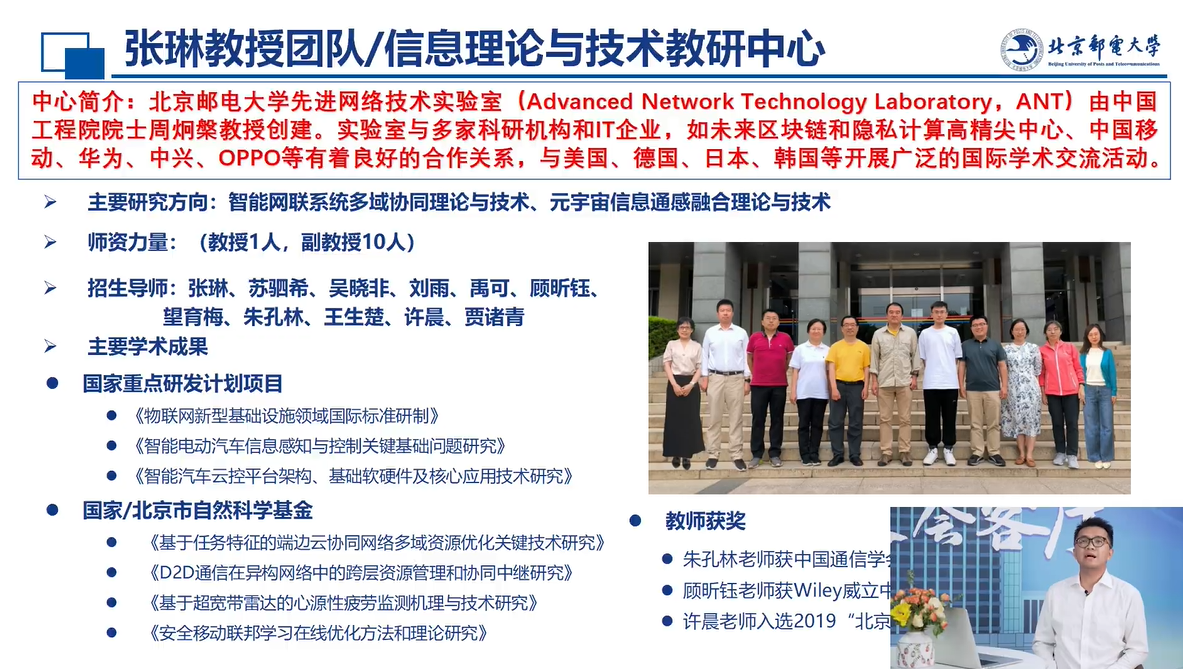 张琳教授团队/信息理论与技术教研中心
北京邮电大学
Beijing University of Posts and Telecommunications
中心简介：北京邮电大学先进网络技术实验室（Advanced Network Technology Laboratory，ANT）由中国
工程院院士周炯槃教授创建。实验室与多家科研机构和IT企业，如未来区块链和隐私计算高精尖中心、中国移
动、华为、中兴、OPPO等有着良好的合作关系，与美国、德国、日本、韩国等开展广泛的国际学术交流活动。
➢ 主要研究方向：智能网联系统多域协同理论与技术、元宇宙信息通感融合理论与技术
➢ 师资力量：（教授1人，副教授10人）
➢ 招生导师：张琳、苏驷希、吴晓非、刘雨、禹可、顾昕钰、
望育梅、朱孔林、王生楚、许晨、贾诸青
➢ 主要学术成果
● 国家重点研发计划项目
● 《物联网新型基础设施领域国际标准研制》
● 《智能电动汽车信息感知与控制关键基础问题研究》
● 《智能汽车云控平台架构、基础软硬件及核心应用技术研究》
● 国家/北京市自然科学基金
● 《基于任务特征的端边云协同网络多域资源优化关键技术研究》
● 《D2D通信在异构网络中的跨层资源管理和协同中继研究》
● 《基于超宽带雷达的心源性疲劳监测机理与技术研究》
● 《安全移动联邦学习在线优化方法和理论研究》
● 教师获奖
● 朱孔林老师获中国通信学会
● 顾昕钰老师获Wiley威立中
● 许晨老师入选2019“北京
会客厅